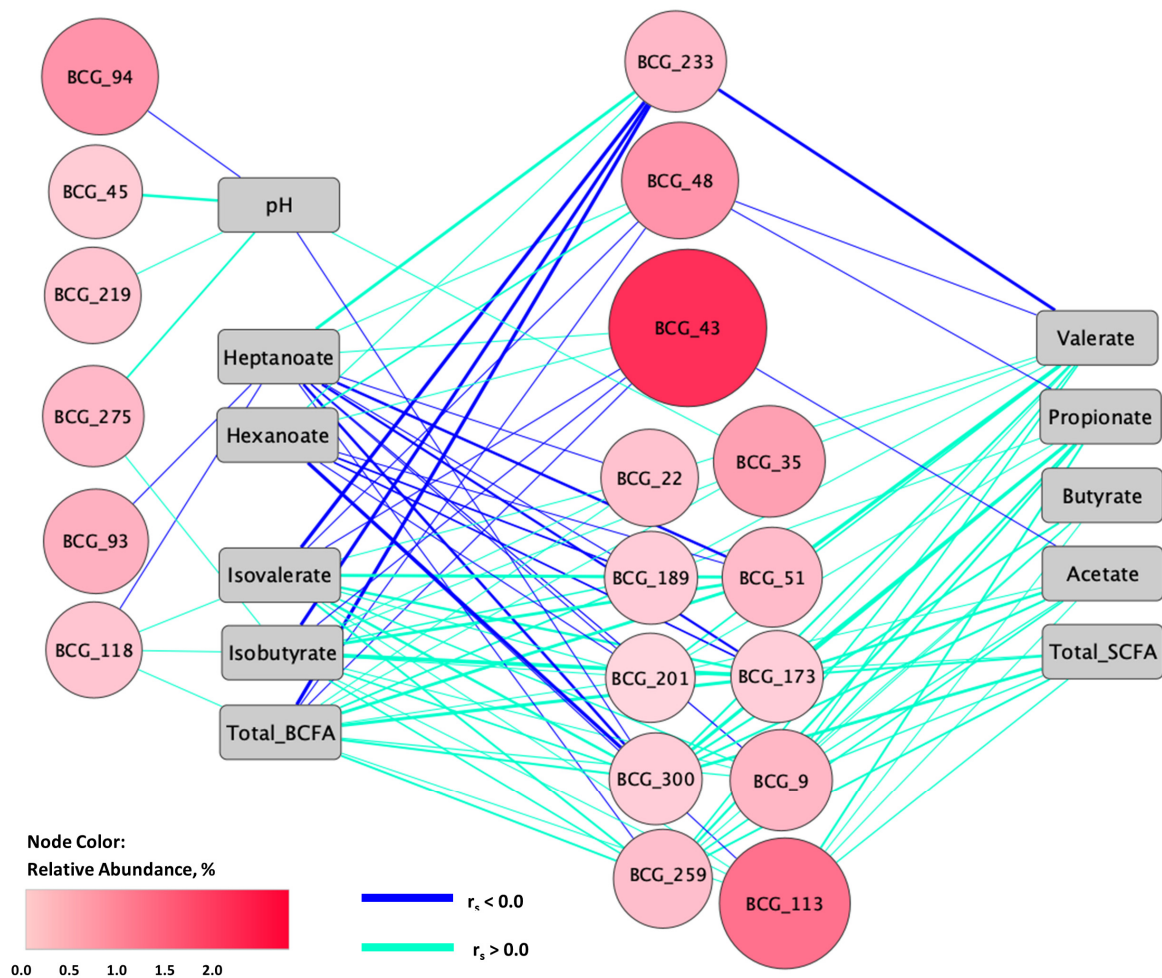 BCG_233
BCG_94
BCG_48
BCG_45
pH
BCG_219
BCG_43
Valerate
Heptanoate
BCG_275
Propionate
Hexanoate
BCG_35
BCG_22
Butyrate
BCG_93
Isovalerate
BCG_189
BCG_51
Acetate
BCG_118
Isobutyrate
Total_SCFA
BCG_201
BCG_173
Total_BCFA
BCG_300
BCG_9
Node Color:
Relative Abundance, %
BCG_259
BCG_113
rs < 0.0
rs > 0.0
0.0 0.5 1.0 1.5 2.0